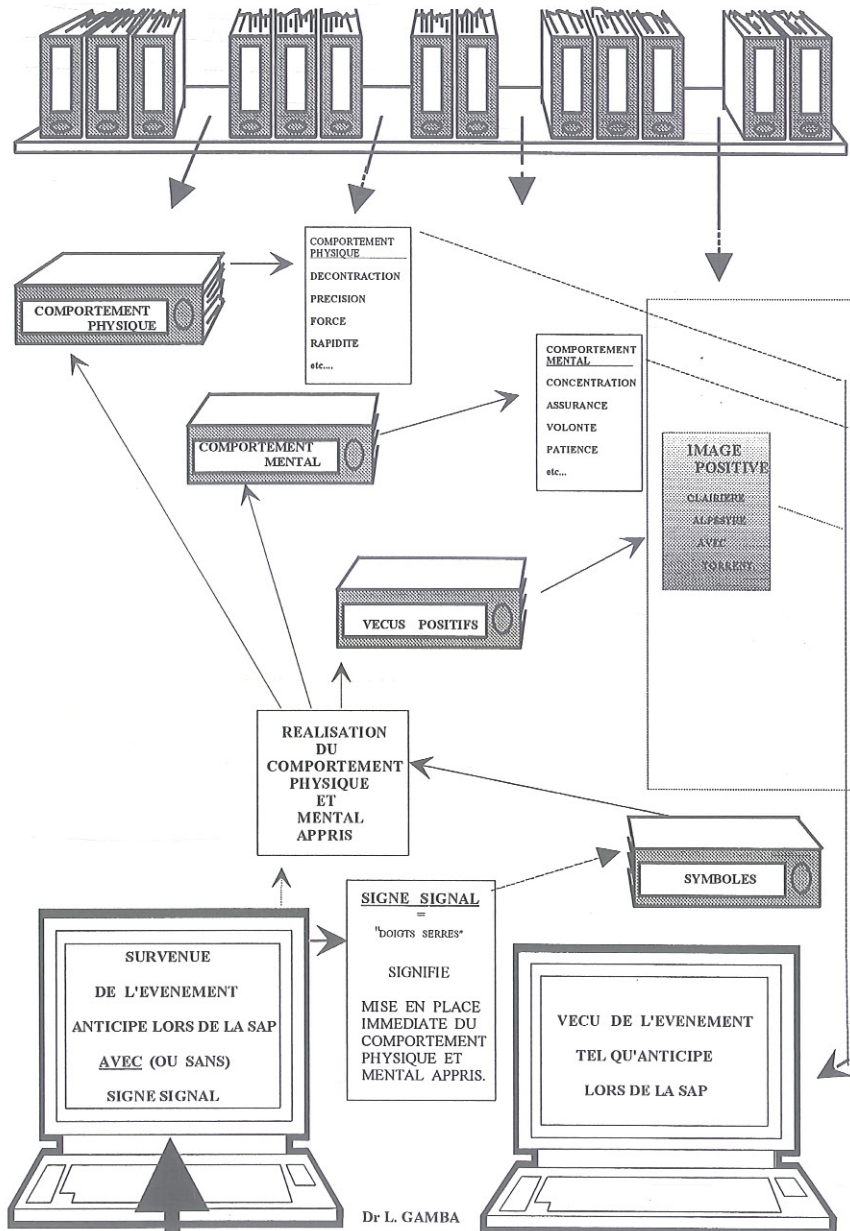 COMPORTEMENT
PHYSIQUE
DECONTRACTION
PRECISION
FORCE
RAPIDITE
etc....
COMPORTEMENT
PHYSIQUE
COMPORTEMENT
MENTAL
CONCENTRATION
ASSURANCE
VOLONTE
PATIENCE
etc...
COMPORTEMENT
MENTAL
IMAGE
POSITIVE
CLAIRIERE
ALPESTRE
AVEC
TORRENT.
VECUS POSITIFS
REALISATION
DU
COMPORTEMENT
PHYSIQUE
ET
MENTAL
APPRIS
SYMBOLES
SIGNE SIGNAL
=
"DOIGTS SERRES"
SIGNIFIE
MISE EN PLACE
IMMEDIATE DU
COMPORTEMENT
PHYSIQUE ET
MENTAL APPRIS.
SURVENUE
DE L'EVENEMENT
ANTICIPE LORS DE LA SAP
AVEC (OU SANS)
SIGNE SIGNAL
VECU DE L'EVENEMENT
TEL QU'ANTICIPE
LORS DE LA SAP
Dr L. GAMBA